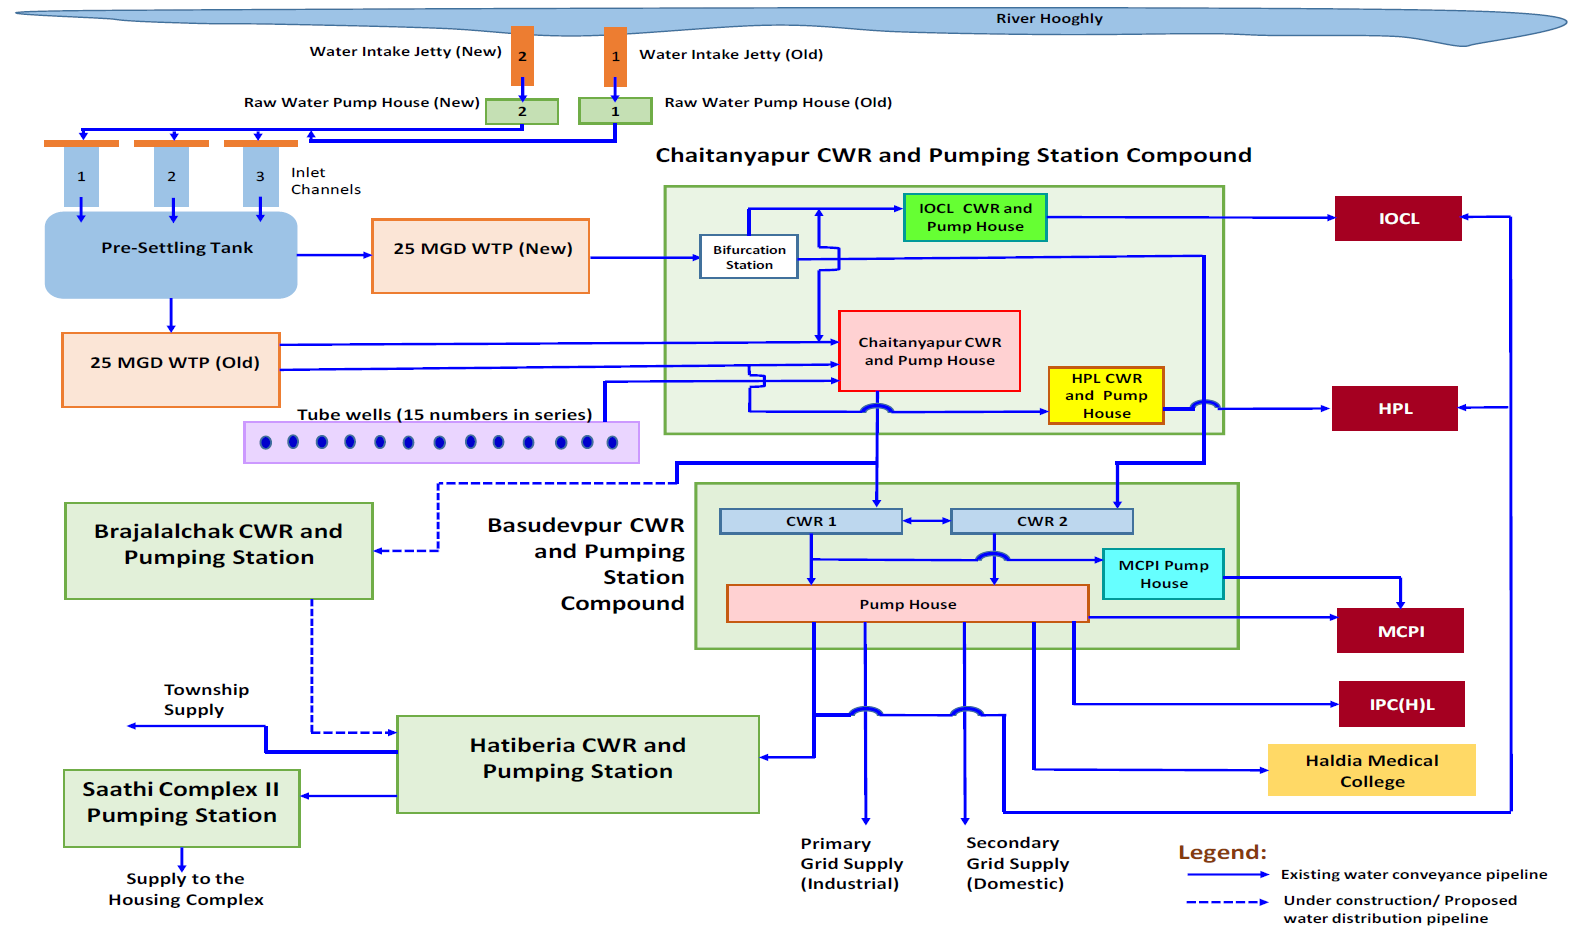 River Hooghly
Water Intake Jetty (New)
2
1
Water Intake Jetty (Old)
Raw Water Pump House (New)
2
1
Raw Water Pump House (Old)
Chaitanyapur CWR and Pumping Station Compound
1
2
3
Inlet
Channels
IOCL CWR and
Pump House
IOCL
Pre-Settling Tank
25 MGD WTP (New)
Bifurcation
Station
25 MGD WTP (Old)
Chaitanyapur CWR
and Pump House
HPL CWR
and Pump
House
HPL
Tube wells (15 numbers in series)
Brajalalchak CWR and
Pumping Station
Basudevpur CWR
and Pumping
Station
Compound
CWR 1
CWR 2
MCPI Pump
House
Pump House
MCPI
IPC(H)L
Township
Supply
Hatiberia CWR and
Pumping Station
Haldia Medical
College
Saathi Complex II
Pumping Station
Supply to the
Housing Complex
Primary
Grid Supply
(Industrial)
Secondary
Grid Supply
(Domestic)
Legend:
Existing water conveyance pipeline
Under construction/ Proposed
water distribution pipeline